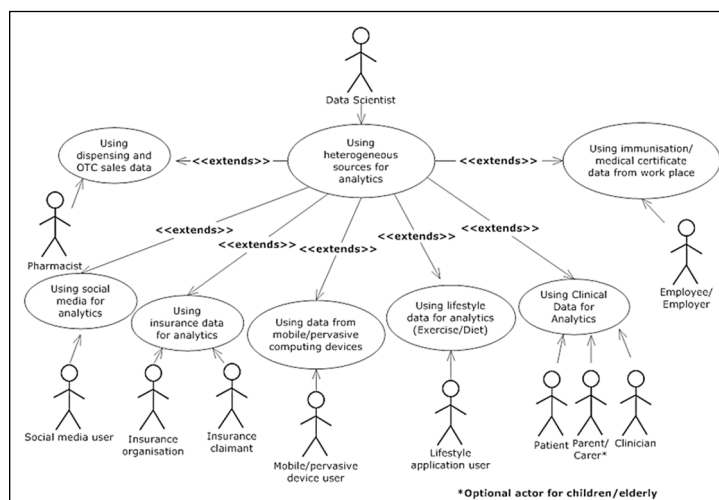 Data Scientist
Using
dispensing and
OTC sales data
<<extends>>
Using
heterogeneous
sources for
analytics
<<extends>>
Using immunisation/
medical certificate
data from work place
Pharmacist
<<extends>>
<<extends>>
<<extends>>
<<extends>>
<<extends>>
Employee/
Employer
Using social
media for
analytics
Using
insurance data
for analytics
Using data from
mobile/pervasive
computing devices
Using lifestyle
data for analytics
(Exercise/Diet)
Using Clinical
Data for
Analytics
Social media user
Insurance
organisation
Insurance
claimant
Mobile/pervasive
device user
Lifestyle
application user
Patient
Parent/
Carer*
Clinician
*Optional actor for children/elderly